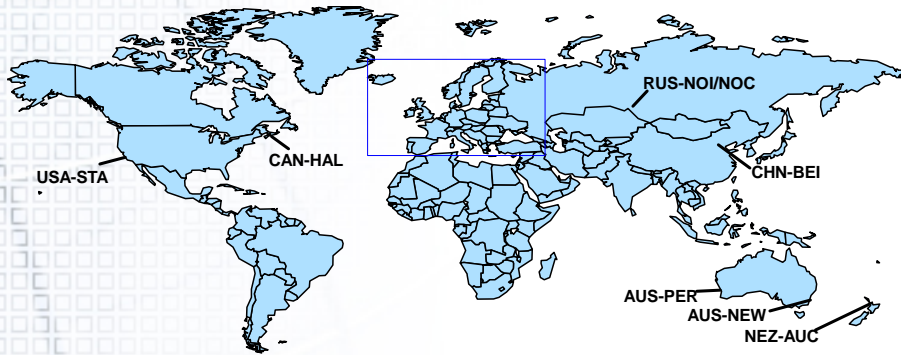 RUS-NOI/NOC
CAN-HAL
USA-STA
CHN-BEI
AUS-PER
AUS-NEW
NEZ-AUC